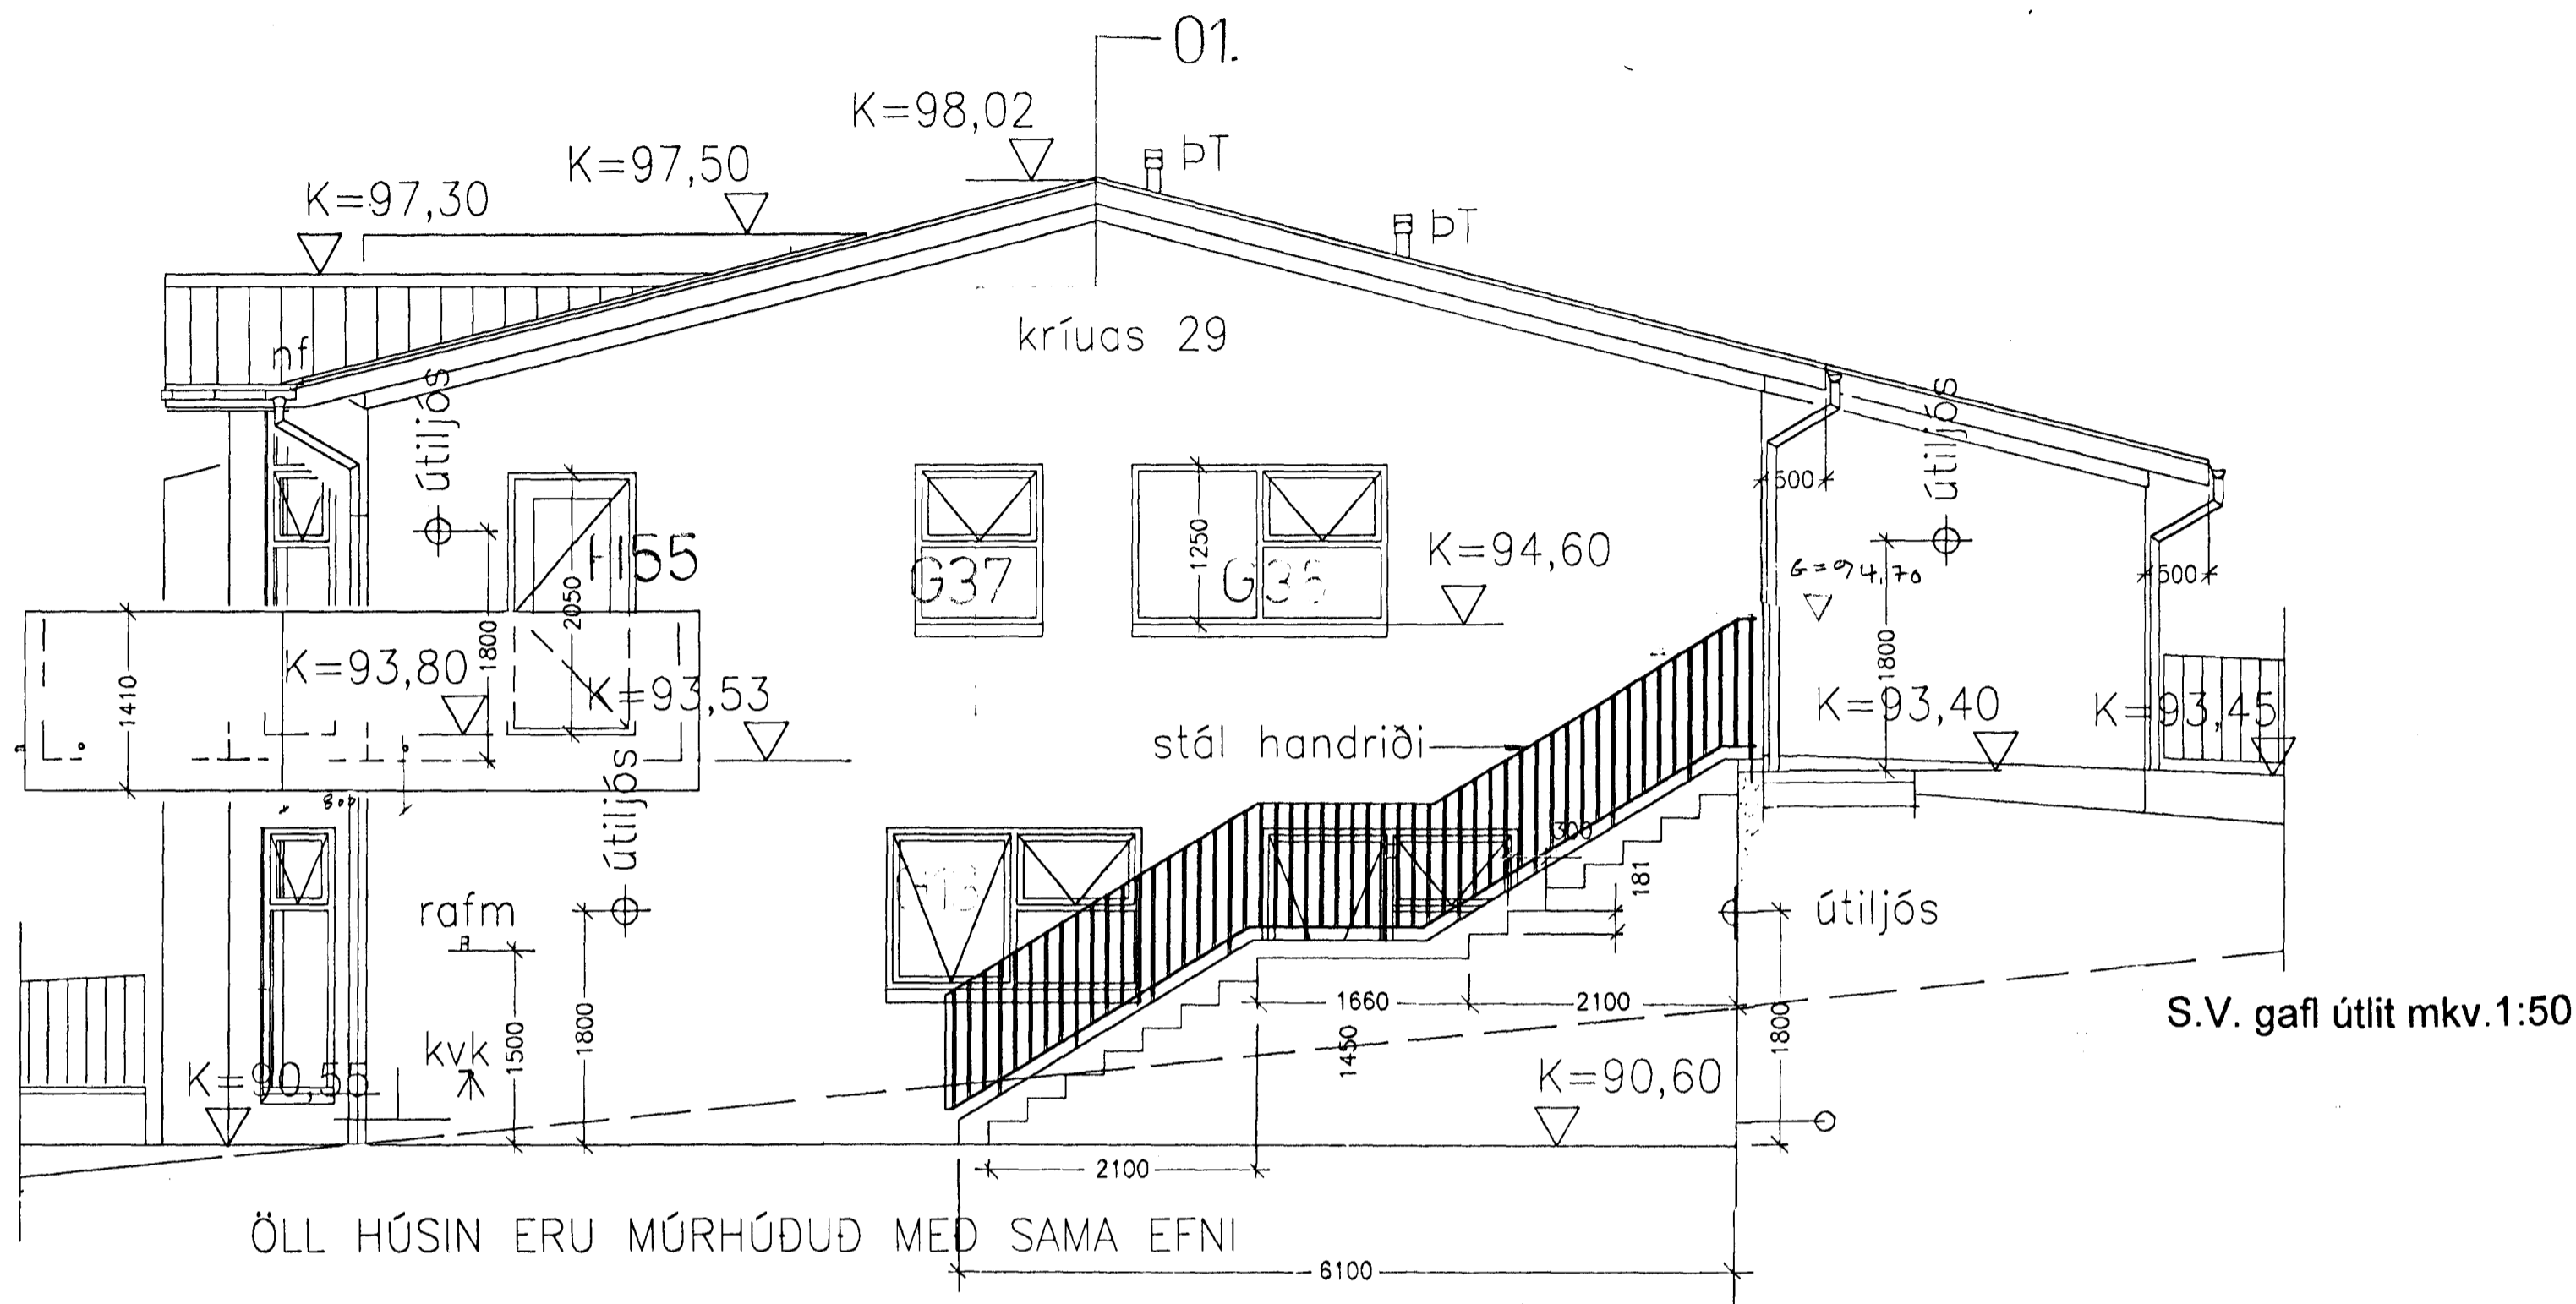 01.
K=98,02
ÞT
K=97,50
K=97,30
ÞT
kríuas 29
nf
útiljós
útiljós
500
H55
2050
G37
1250
K=94,60
G=94,70
500
1800
1800
1410
K=93,80
K=93,53
stál handriði
K=93,40
K=93,45
800
útiljós
300
181
rafm
útiljós
1660
2100
S.V. gafl útlit mkv.1:50
1500
1800
1450
1800
kvk
K=90,55
K=90,60
2100
ÖLL HÚSIN ERU MÚRHÚÐUÐ MEÐ SAMA EFNI
6100